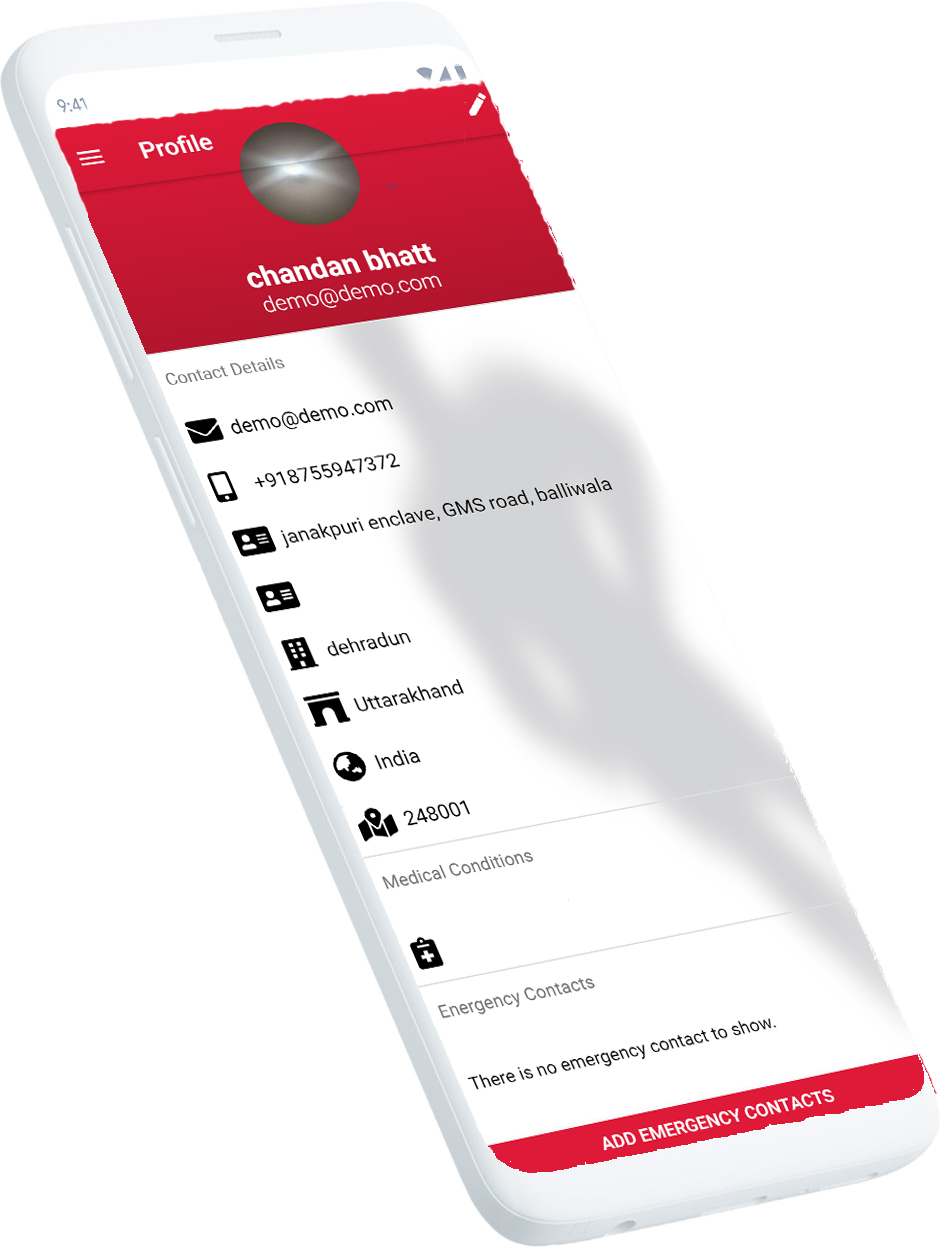 9:41
Profile
chandan bhatt
demo@demo.com
Contact Details
demo@demo.com
+918755947372
janakpuri enclave, GMS road, balliwala
dehradun
Uttarakhand
India
248001
Medical Conditions
Energency Contacts
There is no emergency contact to show.
ADD EMERGENCY CONTACTS